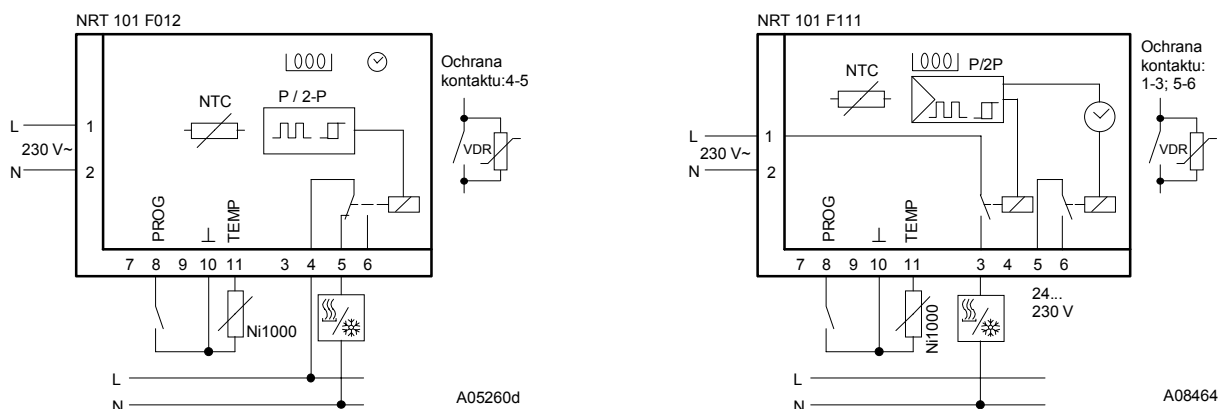 NRT 101 F012
Ochrana
kontaktu:4-5
NTC
P / 2-P
L
1
230 V~
VDR
N
2
PROG
⊥
TEMP
7 8 9 10 11 3 4 5 6
Ni1000
L
N
A05260d
NRT 101 F111
Ochrana
kontaktu:
1-3; 5-6
P/2P
NTC
L
1
230 V~
VDR
N
2
PROG
⊥
TEMP
7 8 9 10 11 3 4 5 6
24...
230 V
Ni1000
L
N
A08464